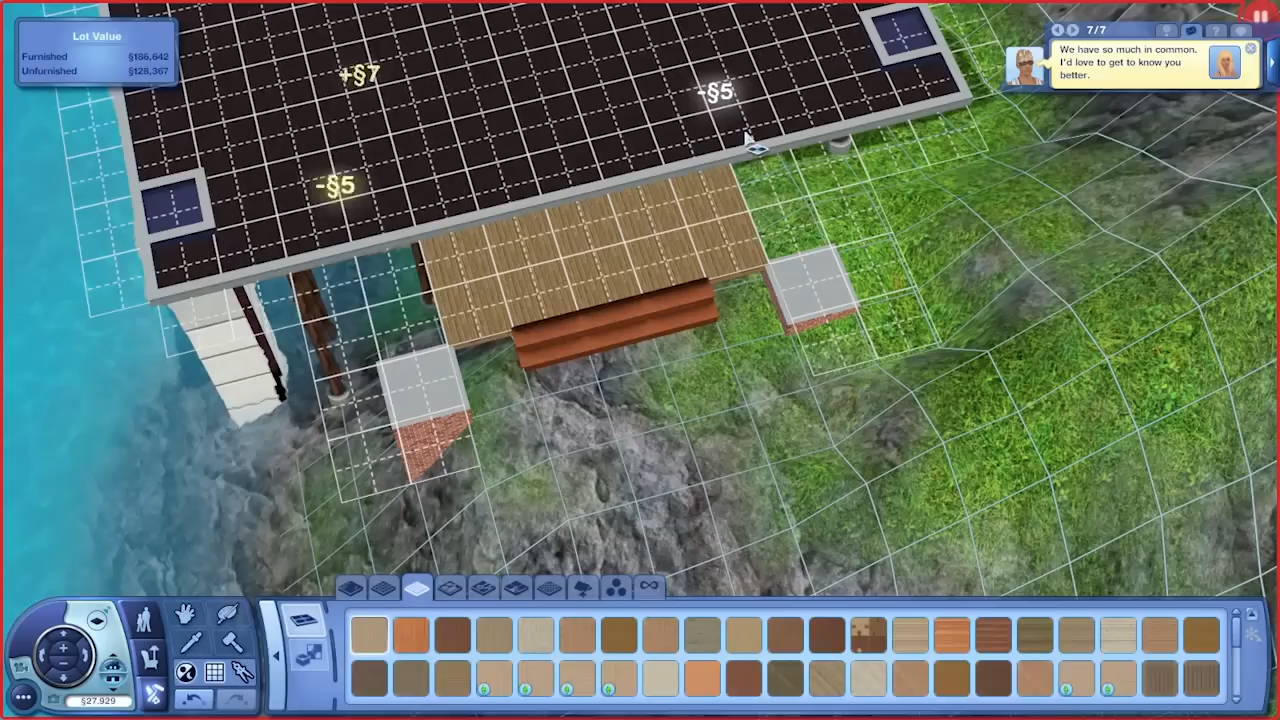 Lot Value
Furnished §186,642
Unfurnished §128,367
7/7
We have so much in common.
I'd love to get to know you
better.
+§7
-§5
-§5
§27.929